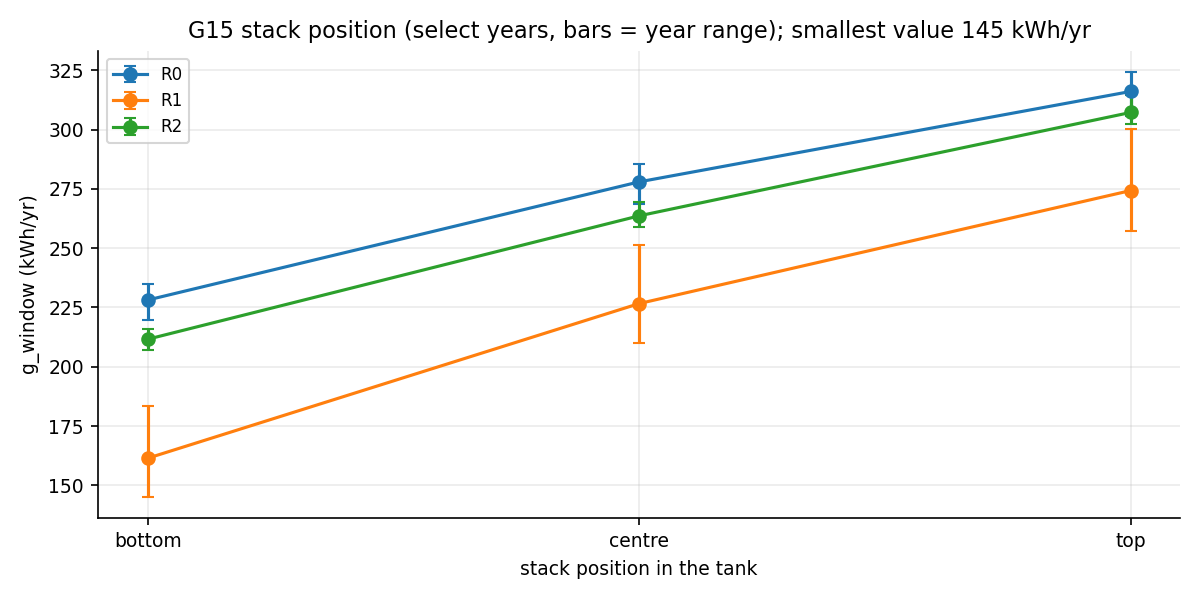 G15 stack position (select years, bars = year range); smallest value 145 kWh/yr
R0
R1
R2
g_window (kWh/yr)
325
300
275
250
225
200
175
150
bottom
centre
top
stack position in the tank